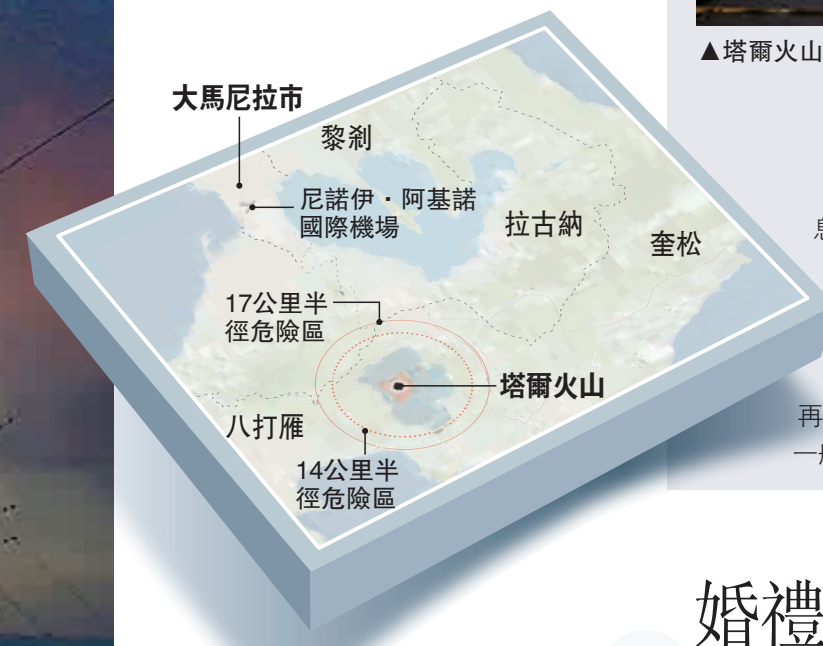 ▲塔爾火山
大馬尼拉市
黎剎
尼諾伊·阿基諾
國際機場
拉古納
奎松
17公里半
徑危險區
塔爾火山
八打雁
14公里半
徑危險區
再
婚禮